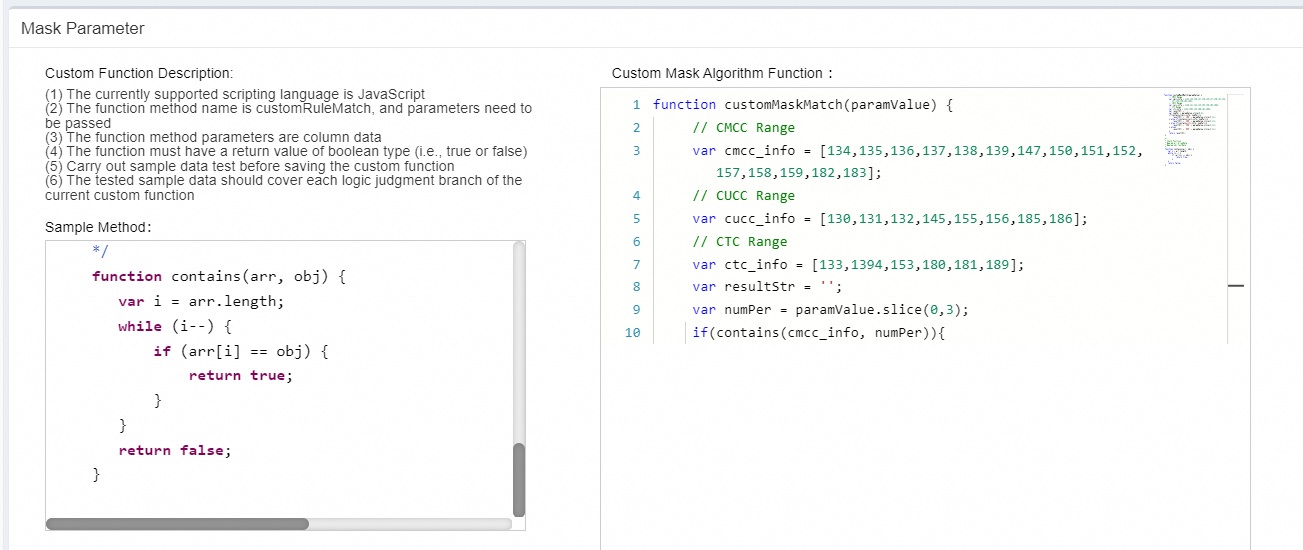 Mask Parameter
Custom Function Description:
(1) The currently supported scripting language is JavaScript
(2) The function method name is customRuleMatch, and parameters need to
be passed
(3) The function method parameters are column data
(4) The function must have a return value of boolean type (i.e., true or false)
(5) Carry out sample data test before saving the custom function
(6) The tested sample data should cover each logic judgment branch of the
current custom function
Sample Method:
*/
function contains(arr, obj) {
var i = arr.length;
while (i--) {
if (arr[i] == obj) {
return true;
}
}
return false;
}
Custom Mask Algorithm Function :
1 function customMaskMatch(paramValue) {
2 // CMCC Range
3 var cmcc_info = [134,135,136,137,138,139,147,150,151,152,
157,158,159,182,183];
4 // CUCC Range
5 var cucc_info = [130,131,132,145,155,156,185,186];
6 // CTC Range
7 var ctc_info = [133,1394,153,180,181,189];
8 var resultStr = '';
9 var numPer = paramValue.slice(0,3);
10 if(contains(cmcc_info, numPer)){